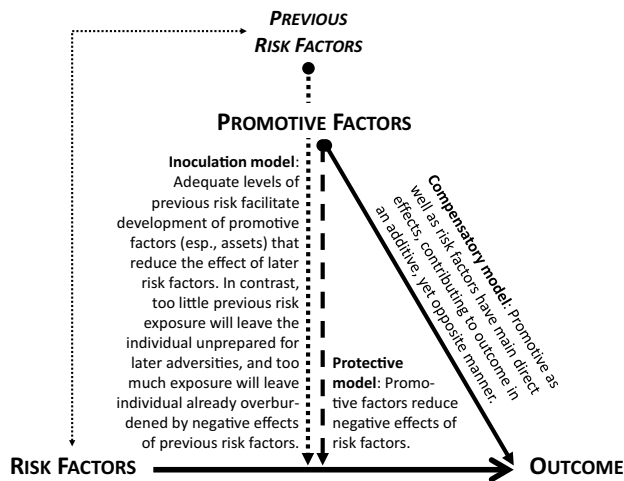 PREVIOUS
RISK FACTORS
PROMOTIVE FACTORS
Inoculation model:
Adequate levels of
previous risk facilitate
development of promotive
factors (esp., assets) that
reduce the effect of later
risk factors. In contrast,
too little previous risk
exposure will leave the
individual unprepared for
later adversities, and too
much exposure will leave
individual already overbur-
dened by negative effects
of previous risk factors.
Protective
model: Promo-
tive factors reduce
negative effects of
risk factors.
Compensatory model: Promotive as
well as risk factors have main direct
effects, contributing to outcome in
an additive, yet opposite manner.
RISK FACTORS
OUTCOME